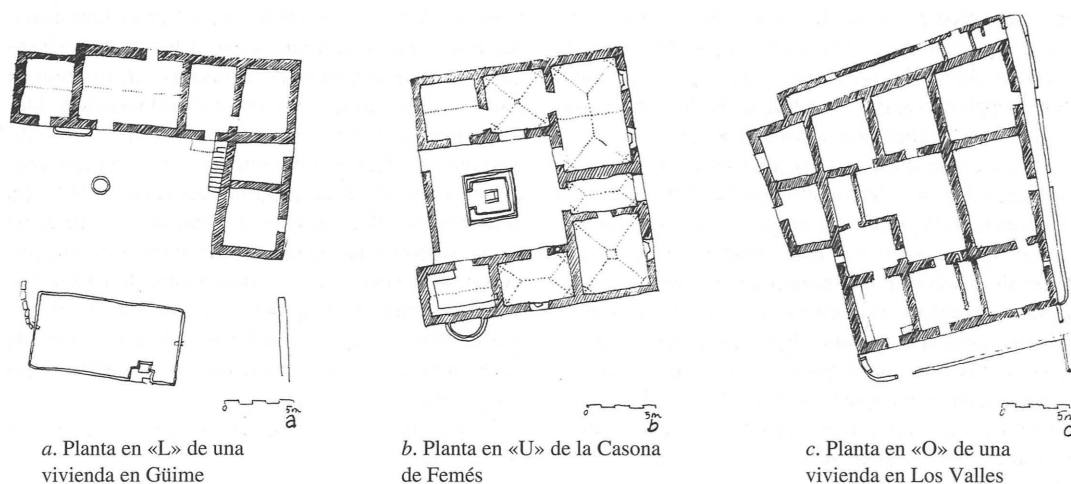 0 5m
a
0 5m
b
0 5m
c
a. Planta en «L» de una
vivienda en Güime
b. Planta en «U» de la Casona
de Femés
c. Planta en «O» de una
vivienda en Los Valles